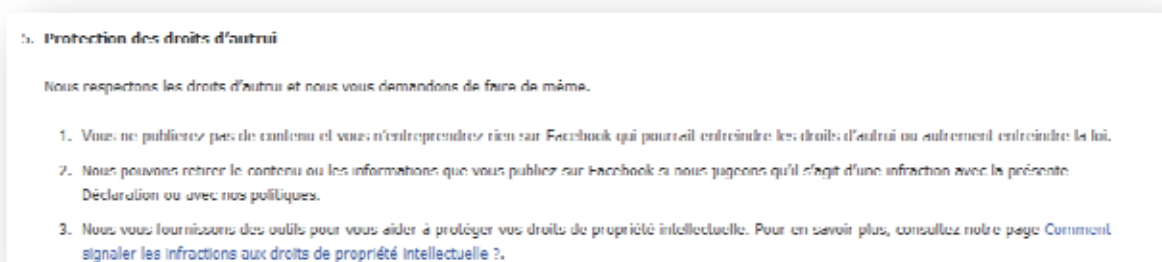 5. Protection des droits d'autrui
Nous respectons les droits d'autrui et nous vous demandons de faire de même.
1. Vous ne publierez pas de contenu et vous n'entreprendrez rien sur Facebook qui pourrait enfreindre les droits d'autrui ou autrement enfreindre la loi.
2. Nous pouvons retirer le contenu ou les informations que vous publiez sur Facebook si nous jugeons qu'il s'agit d'une infraction avec la présente
Déclaration ou avec nos politiques.
3. Nous vous fournissons des outils pour vous aider à protéger vos droits de propriété intellectuelle. Pour en savoir plus, consultez notre page Comment
signaler les infractions aux droits de propriété intellectuelle ?.